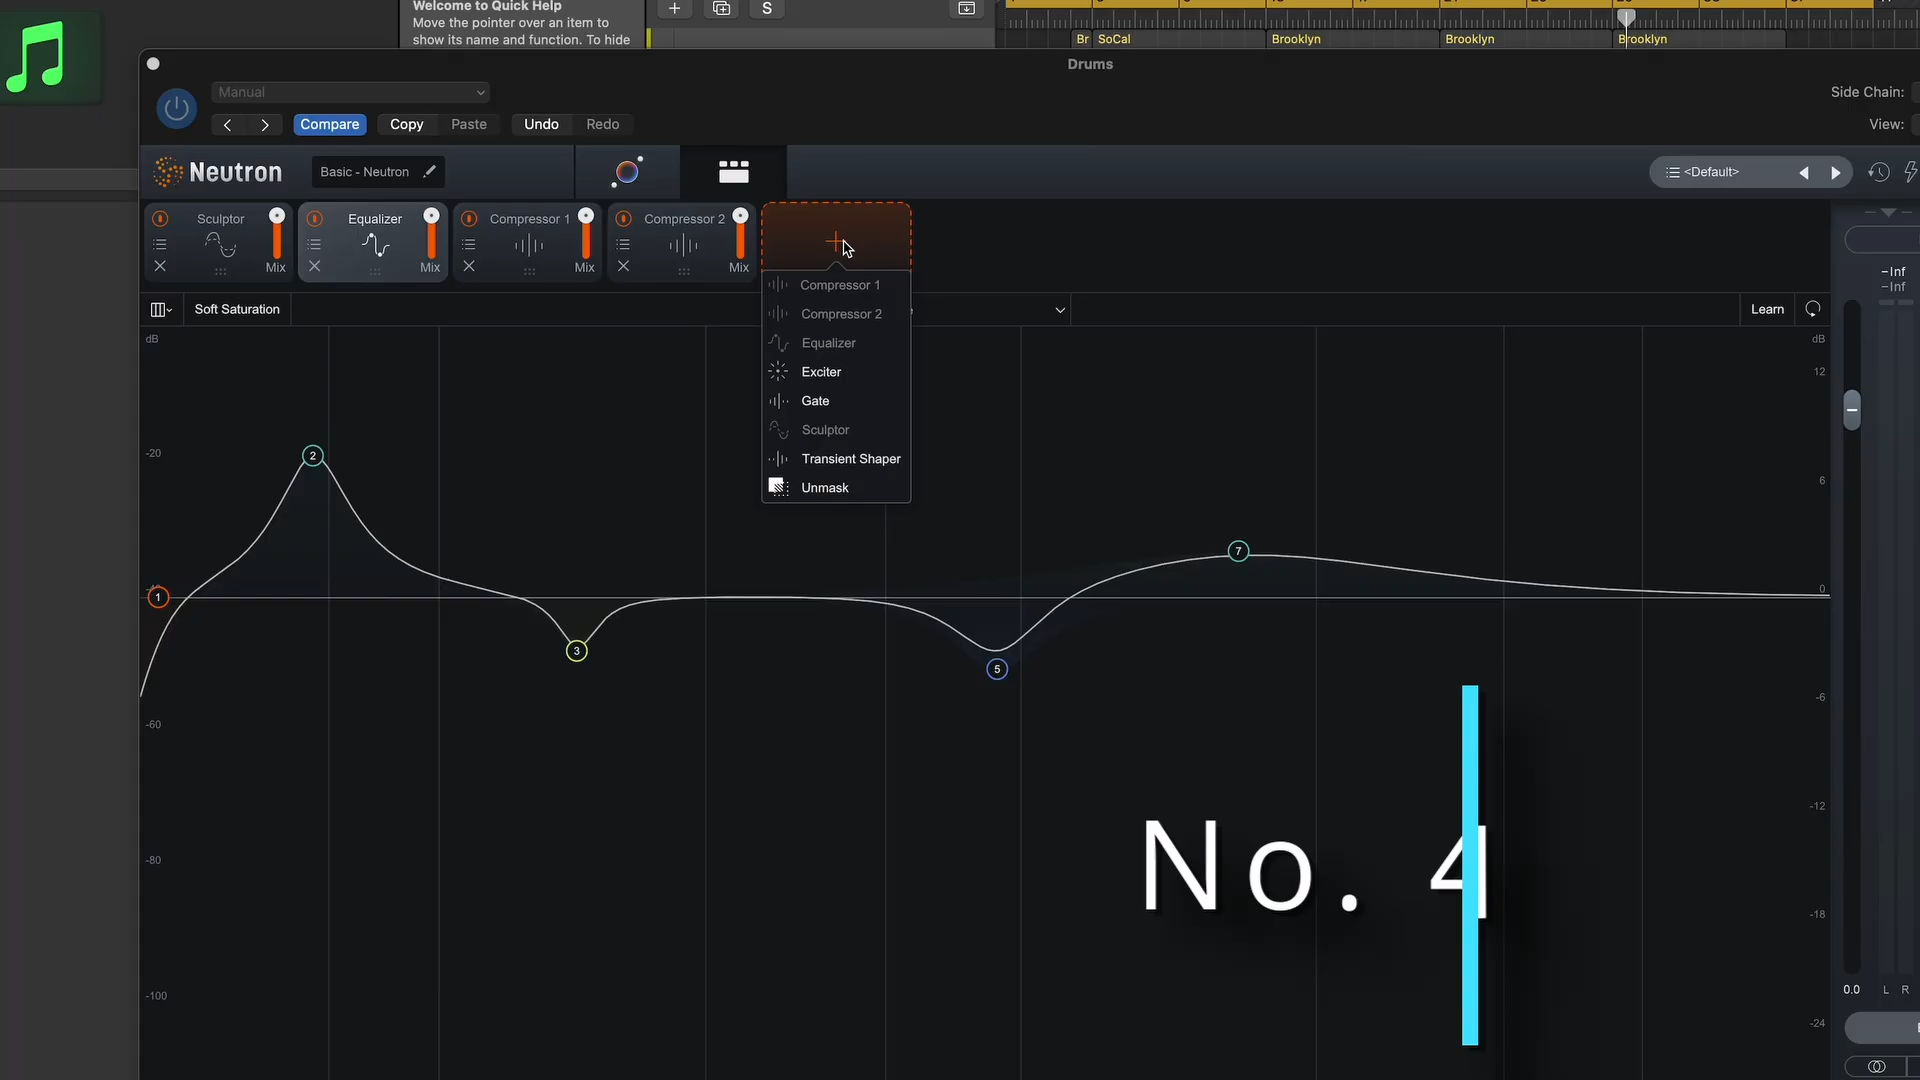 Welcome to Quick Help
Move the pointer over an item to
show its name and function. To hide
S
Br SoCal Brooklyn Brooklyn Brooklyn
Drums
Manual
Side Chain:
Compare Copy Paste Undo Redo
View:
Neutron
Basic - Neutron
<Default>
Sculptor Equalizer Compressor 1 Compressor 2
Mix Mix Mix Mix
Compressor 1
Compressor 2
Equalizer
Exciter
Gate
Sculptor
Transient Shaper
Unmask
Soft Saturation
Learn
-Inf
-Inf
dB
-20
-60
-80
-100
dB
12
6
0
-6
-12
-18
-24
1
2
3
5
7
No. 4
0.0 L R